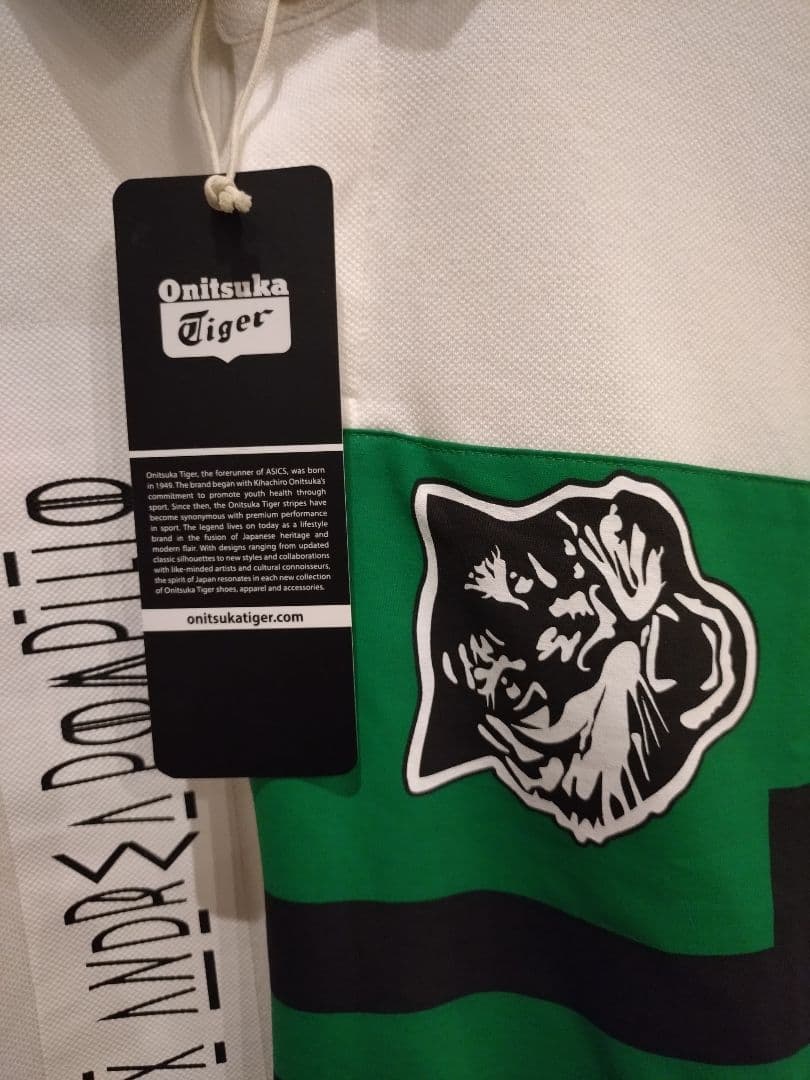 Onitsuka
Tiger
Onitsuka Tiger, the forerunner of ASICS, was born
in 1949. The brand began with Kihachiro Onitsuka's
commitment to promote youth health through
sport. Since then, the Onitsuka Tiger stripes have
become synonymous with premium performance
in sport. The legend lives on today as a lifestyle
brand in the fusion of Japanese heritage and
modern flair. With designs ranging from updated
classic silhouettes to new styles and collaborations
with like-minded artists and cultural connoisseurs,
the spirit of Japan resonates in each new collection
of Onitsuka Tiger shoes, apparel and accessories.
onitsukatiger.com
X ANDREA POMPILIO